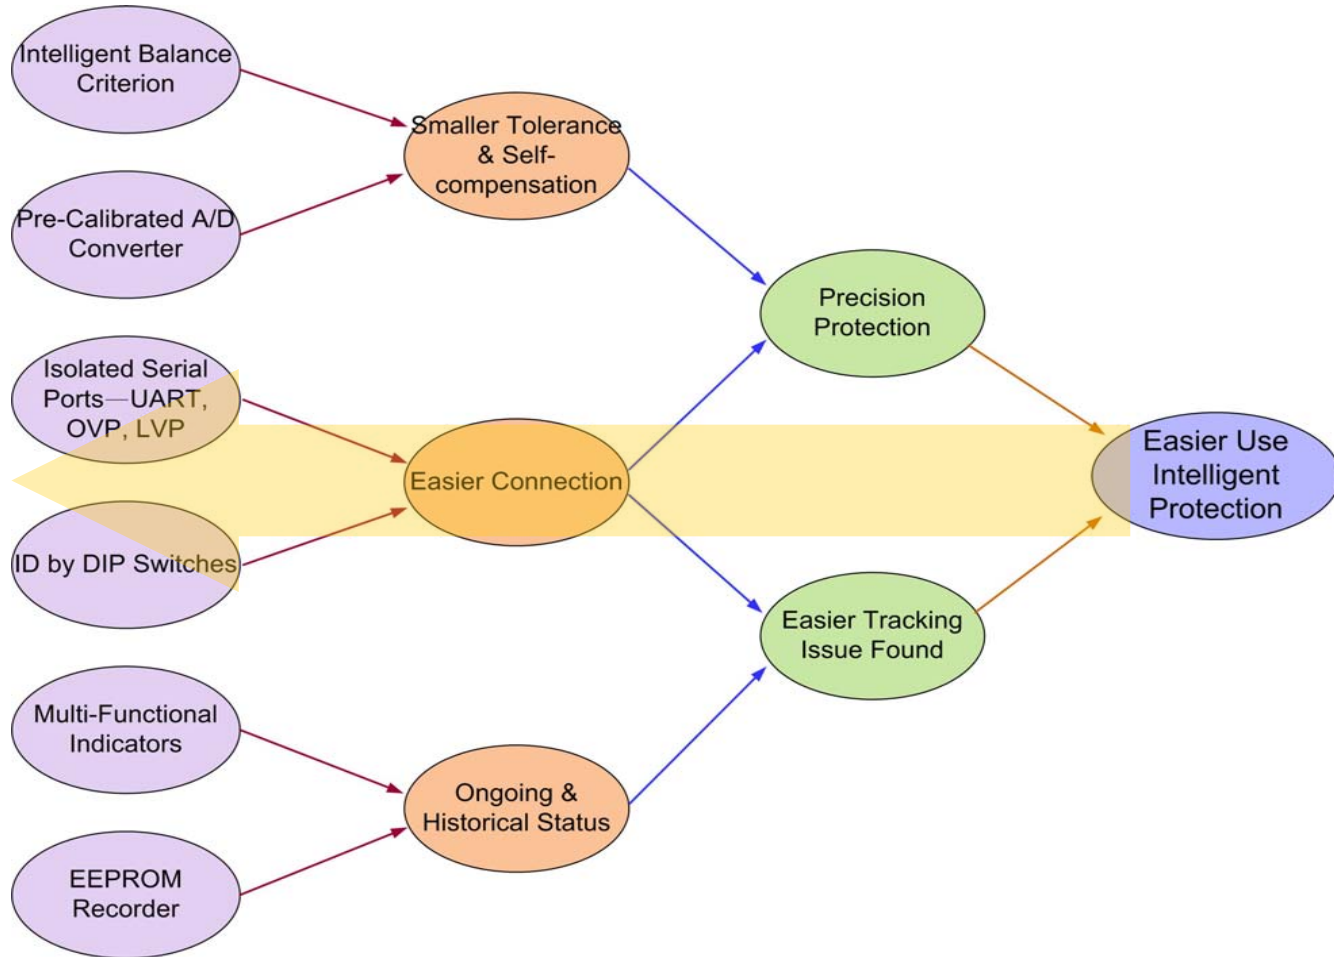 Intelligent Balance
Criterion
Pre-Calibrated A/D
Converter
Isolated Serial
Ports—UART,
OVP, LVP
ID by DIP Switches
Multi-Functional
Indicators
EEPROM
Recorder
Smaller Tolerance
& Self-
compensation
Easier Connection
Ongoing &
Historical Status
Precision
Protection
Easier Tracking
Issue Found
Easier Use
Intelligent
Protection